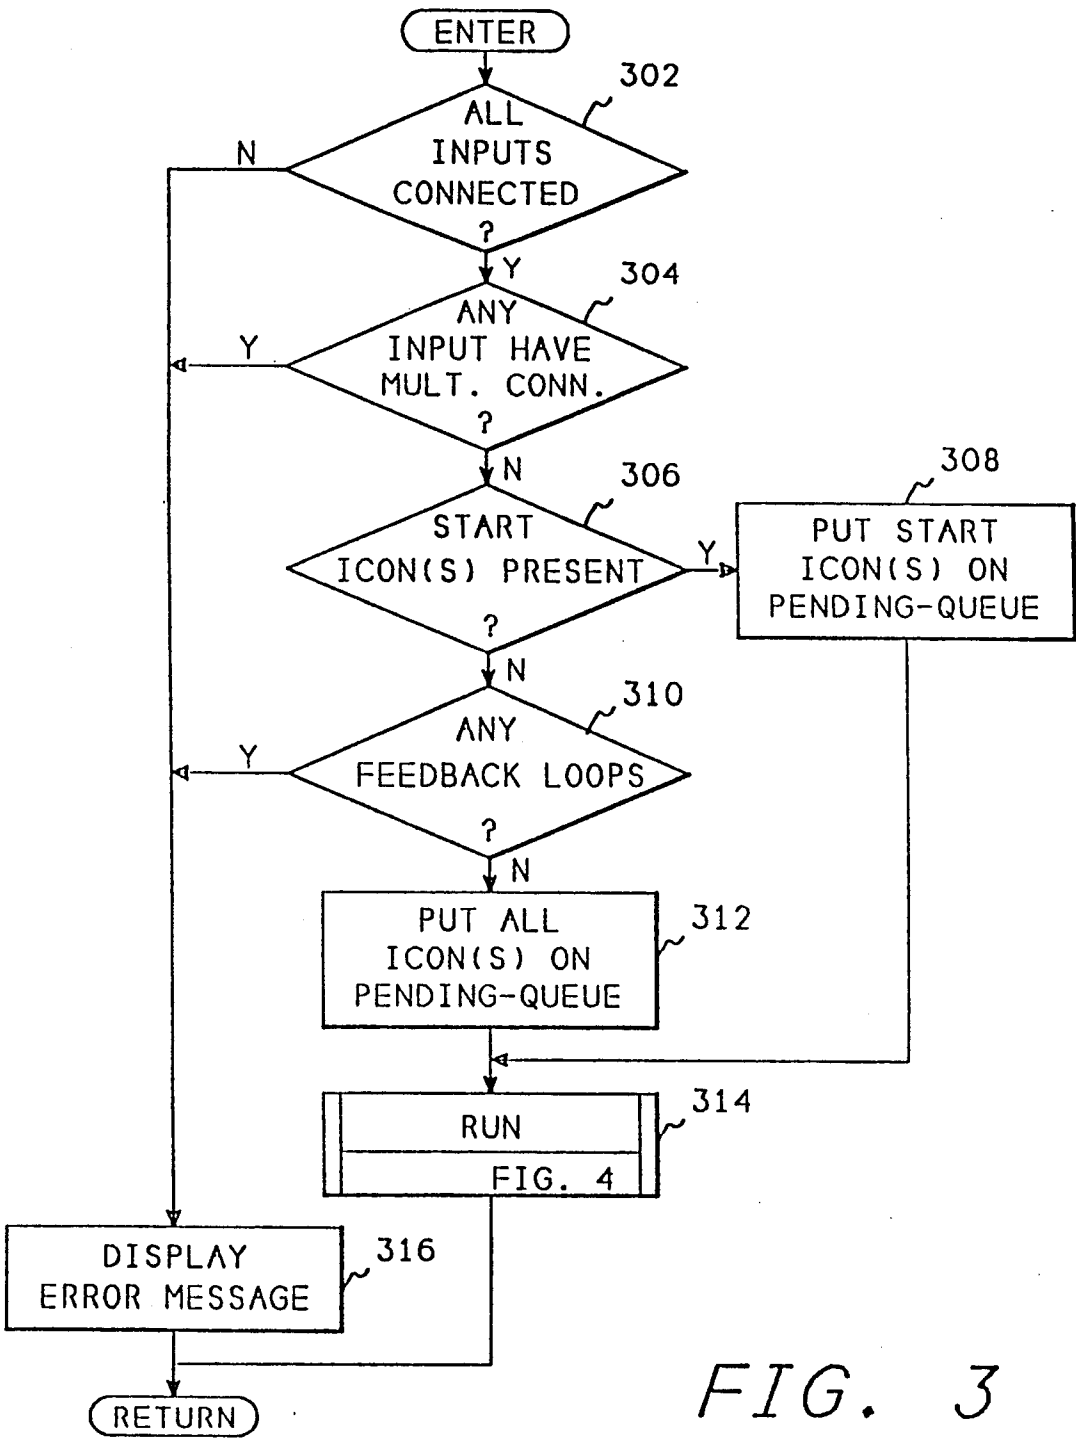 ENTER
302
ALL
INPUTS
CONNECTED
?
N
Y
304
ANY
INPUT HAVE
MULT. CONN.
?
Y
N
306
START
ICON(S) PRESENT
?
Y
308
PUT START
ICON(S) ON
PENDING-QUEUE
N
310
ANY
FEEDBACK LOOPS
?
Y
N
312
PUT ALL
ICON(S) ON
PENDING-QUEUE
314
RUN
FIG. 4
316
DISPLAY
ERROR MESSAGE
RETURN
FIG. 3